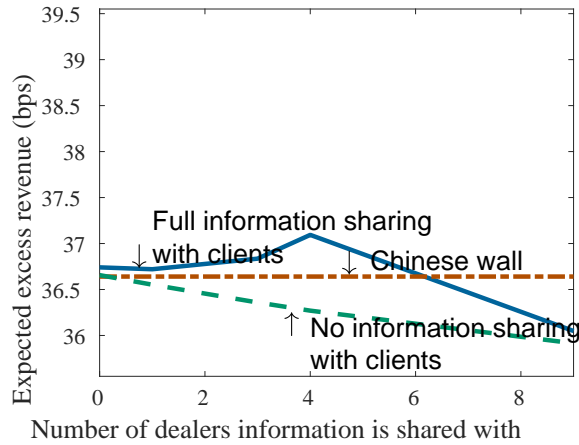 39.5
39
38.5
38
37.5
37
36.5
36
Expected excess revenue (bps)
↓ Full information sharing
with clients
↓ Chinese wall
↑ No information sharing
with clients
0 2 4 6 8
Number of dealers information is shared with